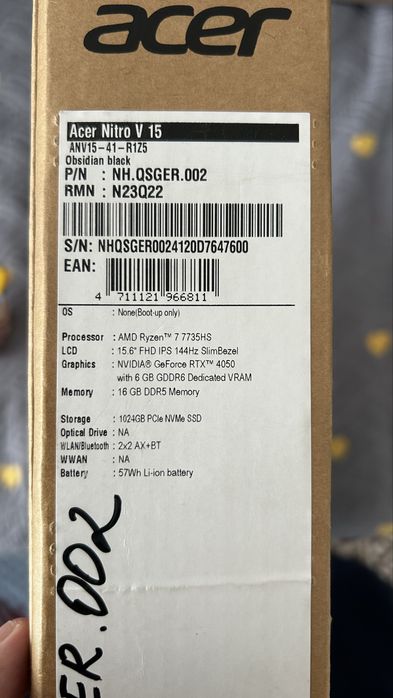 acer
Acer Nitro V 15
ANV15-41-R1Z5
Obsidian black
P/N : NH.QSGER.002
RMN : N23Q22
S/N: NHQSGER0024120D7647600
EAN:
4 711121 966811
OS : None(Boot-up only)
Processor : AMD Ryzen™ 7 7735HS
LCD : 15.6" FHD IPS 144Hz SlimBezel
Graphics : NVIDIA® GeForce RTX™ 4050
with 6 GB GDDR6 Dedicated VRAM
Memory : 16 GB DDR5 Memory
Storage : 1024GB PCIe NVMe SSD
Optical Drive : NA
WLAN/Bluetooth : 2x2 AX+BT
WWAN : NA
Battery : 57Wh Li-ion battery
ER.002